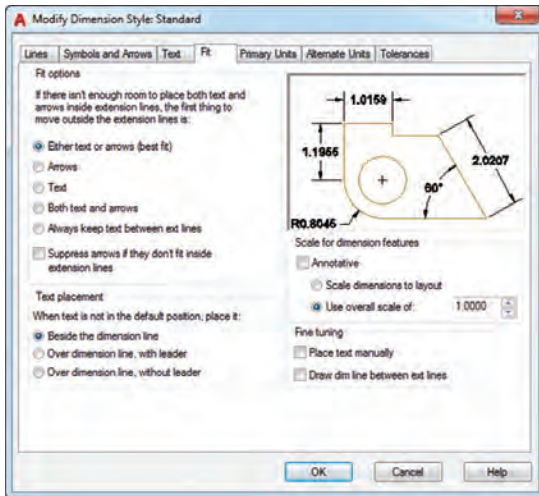 A Modify Dimension Style: Standard
Lines Symbols and Arrows Text Fit Primary Units Alternate Units Tolerances
Fit options
If there isn't enough room to place both text and
arrows inside extension lines, the first thing to
move outside the extension lines is:
Either text or arrows (best fit)
Arrows
Text
Both text and arrows
Always keep text between ext lines
Suppress arrows if they don't fit inside
extension lines
Text placement
When text is not in the default position, place it:
Beside the dimension line
Over dimension line, with leader
Over dimension line, without leader
1.0159
1.1955
2.0207
60°
R0.8045
Scale for dimension features
Annotative
Scale dimensions to layout
Use overall scale of: 1.0000
Fine tuning
Place text manually
Draw dim line between ext lines
OK Cancel Help